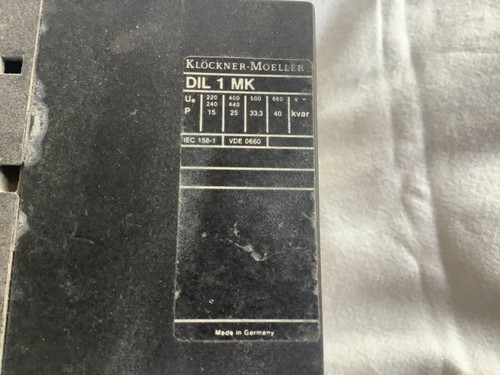 KLÖCKNER-MOELLER
DIL 1 MK
Ue 220 240 400 440 500 660 V ~
P 15 25 33,3 40 kvar
IEC 158-1 VDE 0660
Made in Germany